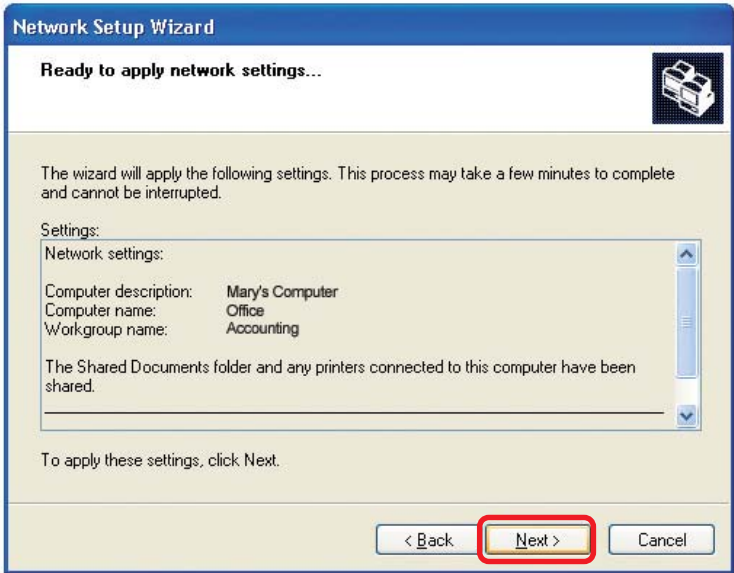 Network Setup Wizard
Ready to apply network settings...
The wizard will apply the following settings. This process may take a few minutes to complete
and cannot be interrupted.
Settings:
Network settings:
Computer description: Mary's Computer
Computer name: Office
Workgroup name: Accounting
The Shared Documents folder and any printers connected to this computer have been
shared.
To apply these settings, click Next.
< Back Next > Cancel